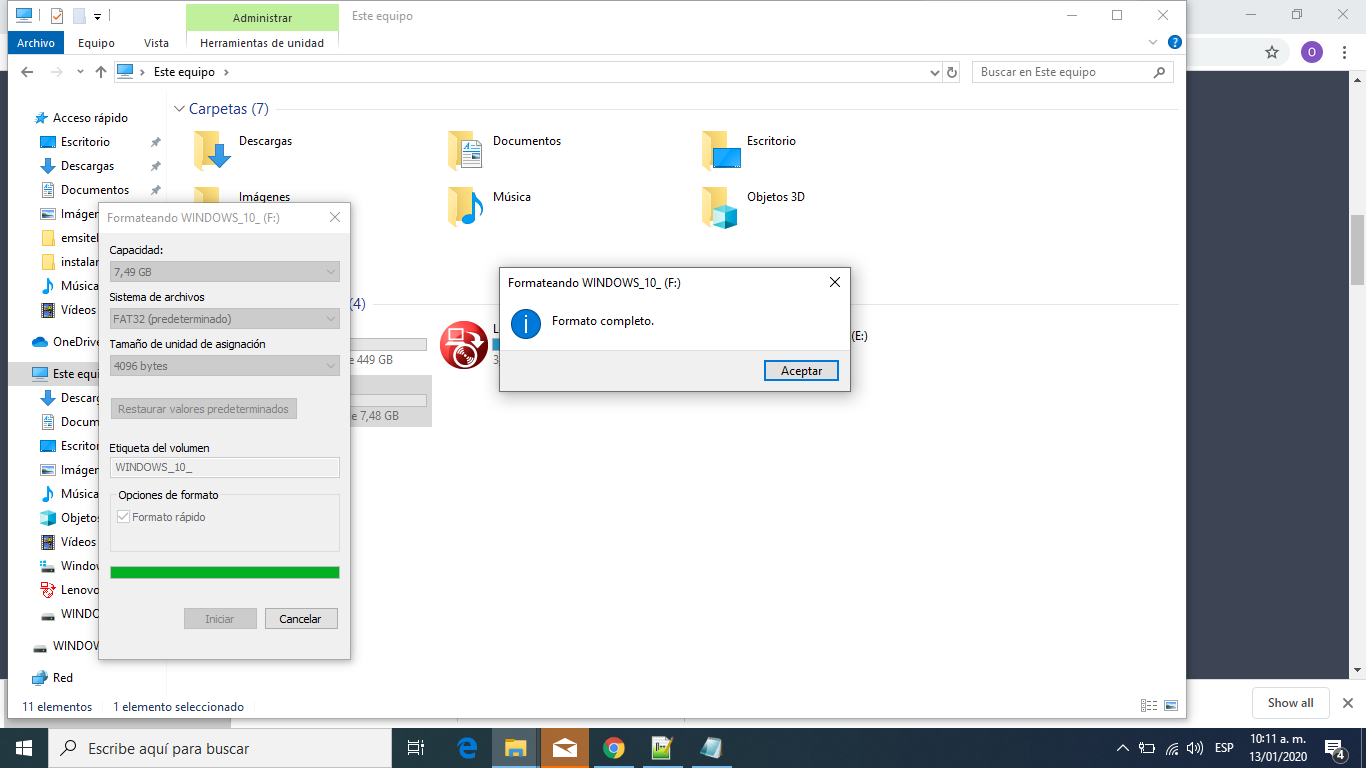 Administrar
Este equipo
Archivo
Equipo
Vista
Herramientas de unidad
Este equipo
Buscar en Este equipo
O
Acceso rápido
Escritorio
Descargas
Documentos
Imágen
emsitel
instalar
Música
Vídeos
OneDrive
Este equi
Descarg
Docum
Escritor
Imágen
Música
Objetos
Vídeos
Window
Lenovo
WINDO
WINDOW
Red
Carpetas (7)
Descargas
Documentos
Escritorio
Imágenes
Música
Objetos 3D
(4)
e 449 GB
e 7,48 GB
L
3
(E:)
Formateando WINDOWS_10_ (F:)
Capacidad:
7,49 GB
Sistema de archivos
FAT32 (predeterminado)
Tamaño de unidad de asignación
4096 bytes
Restaurar valores predeterminados
Etiqueta del volumen
WINDOWS_10_
Opciones de formato
Formato rápido
Iniciar
Cancelar
Formateando WINDOWS_10_ (F:)
Formato completo.
Aceptar
11 elementos
1 elemento seleccionado
Show all
Escribe aquí para buscar
ESP
10:11 a. m.
13/01/2020
4